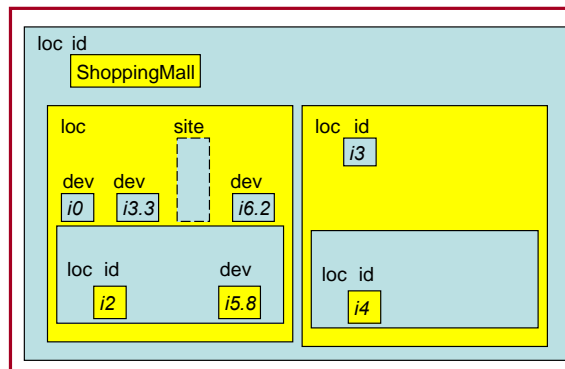 loc id
ShoppingMall
loc
site
dev dev dev
i0 i3.3 i6.2
loc id dev
i2 i5.8
loc id
i3
loc id
i4